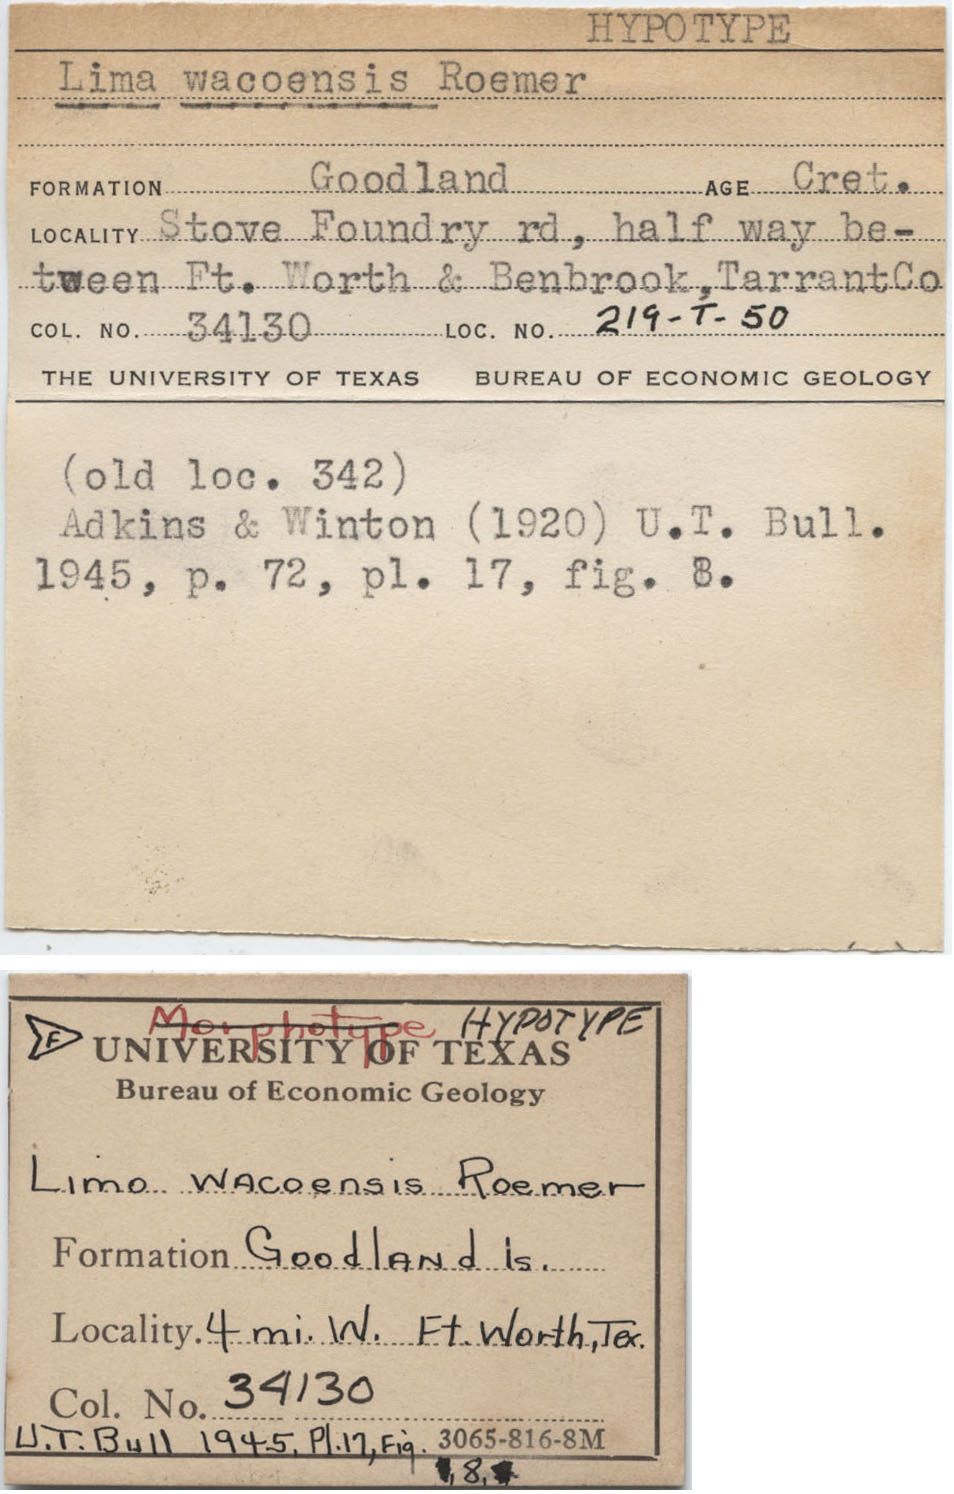 HYPOTYPE
Lima wacoensis Roemer
FORMATION Goodland AGE Cret.
LOCALITY Stove Foundry rd, half way be-
tween Ft. Worth & Benbrook, Tarrant Co
COL. NO. 34130 LOC. NO. 219-T-50
THE UNIVERSITY OF TEXAS BUREAU OF ECONOMIC GEOLOGY
(old loc. 342)
Adkins & Winton (1920) U.T. Bull.
1945, p. 72, pl. 17, fig. 8.
Morphotype HYPOTYPE
E UNIVERSITY OF TEXAS
Bureau of Economic Geology
Lima wacoensis Roemer
Formation Goodland ls.
Locality. 4 mi. W. Ft. Worth, Tex.
Col. No. 34130
U.T. Bull 1945, Pl. 17, Fig. 3065-816-8M
8,